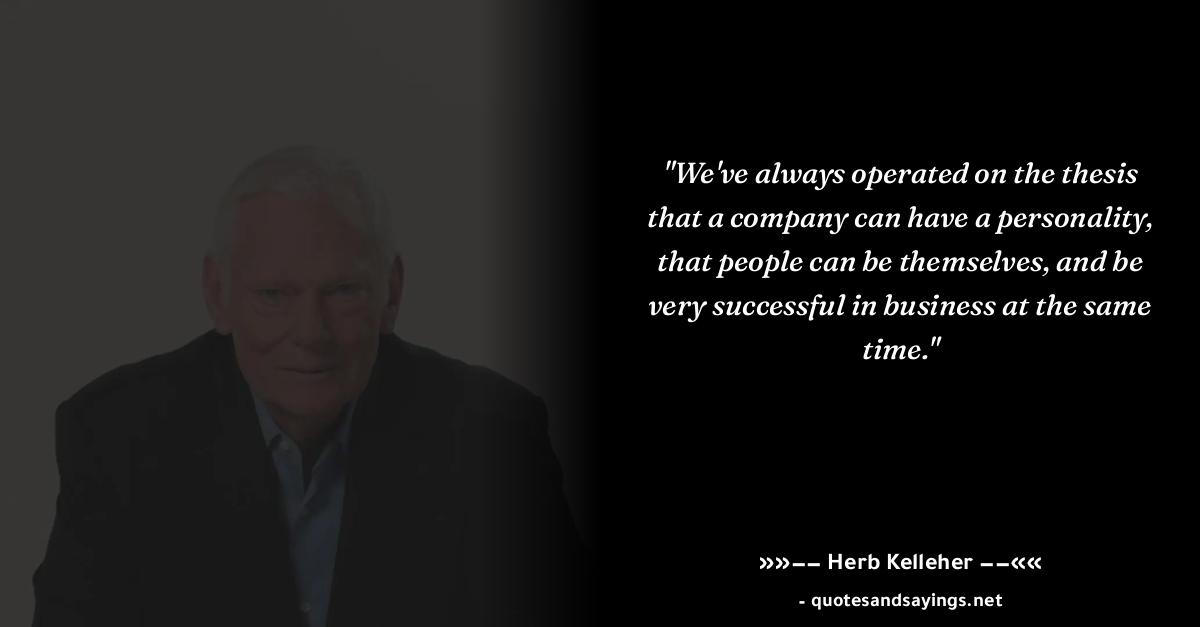 "We've always operated on the thesis
that a company can have a personality,
that people can be themselves, and be
very successful in business at the same
time."
»»−− Herb Kelleher −−««
- quotesandsayings.net